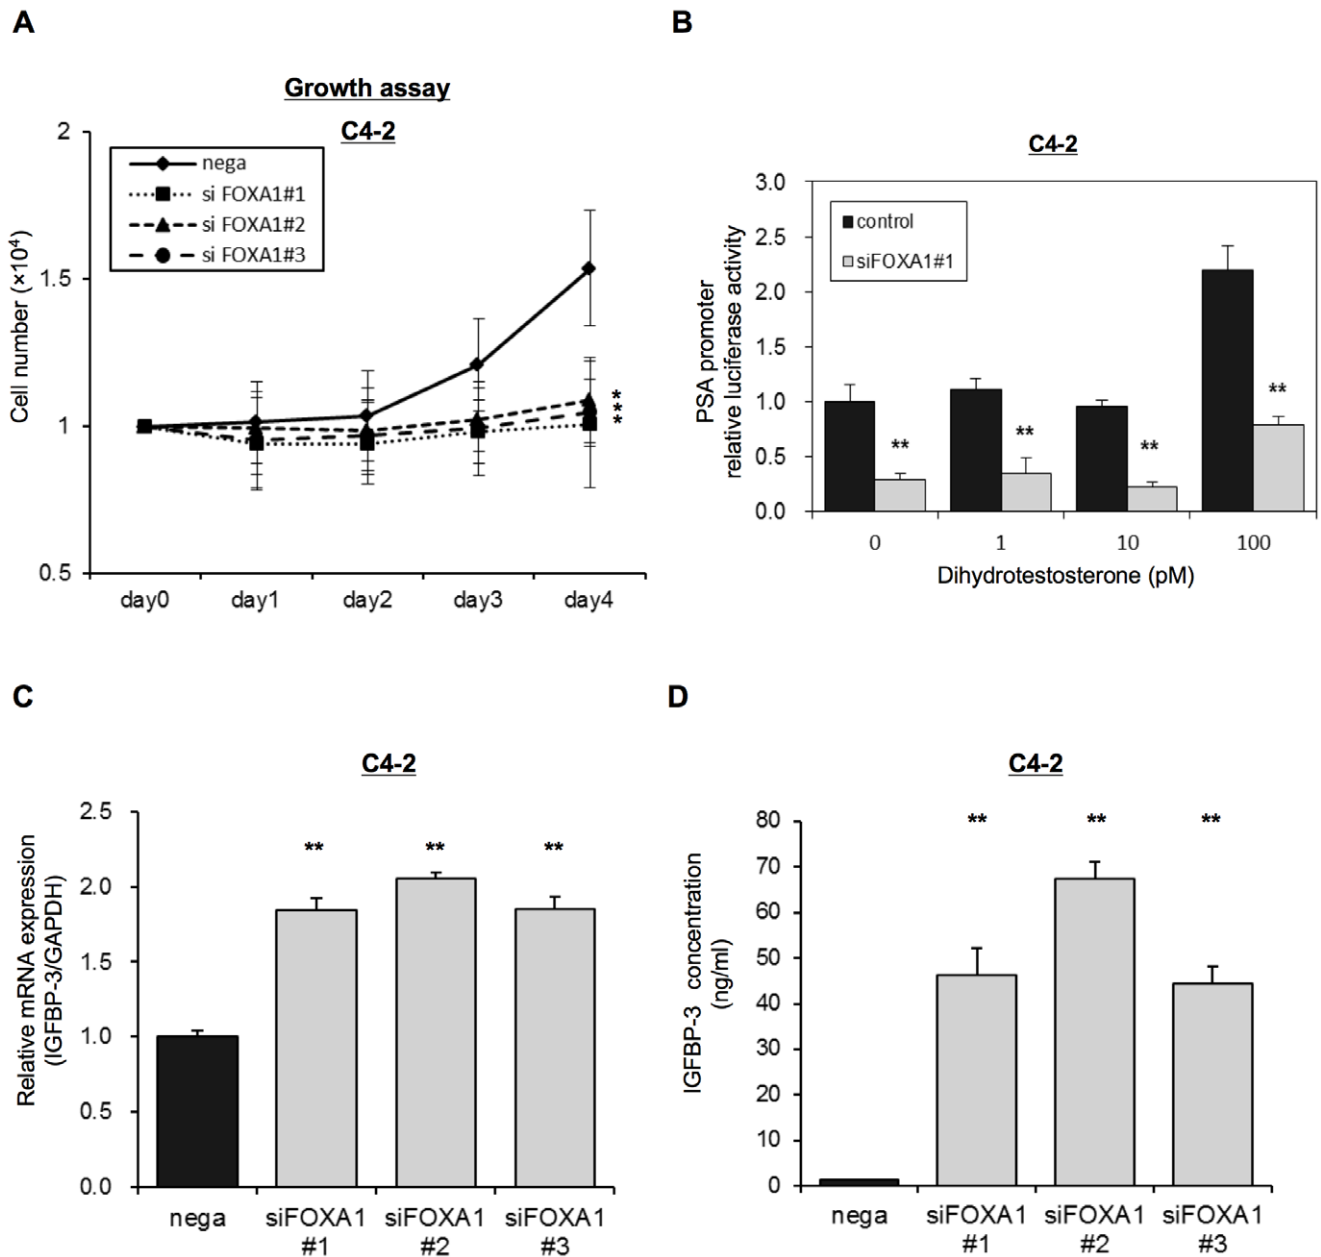 A
Growth assay
C4-2
2
1.5
1
0.5
Cell number (×10⁴)
nega
si FOXA1#1
si FOXA1#2
si FOXA1#3
*
*
*
day0 day1 day2 day3 day4
B
C4-2
3.0
2.5
2.0
1.5
1.0
0.5
0.0
PSA promoter
relative luciferase activity
control
siFOXA1#1
** ** ** **
0 1 10 100
Dihydrotestosterone (pM)
C
C4-2
2.5
2.0
1.5
1.0
0.5
0.0
Relative mRNA expression
(IGFBP-3/GAPDH)
** ** **
nega siFOXA1 siFOXA1 siFOXA1
#1 #2 #3
D
C4-2
80
70
60
50
40
30
20
10
0
IGFBP-3 concentration
(ng/ml)
** ** **
nega siFOXA1 siFOXA1 siFOXA1
#1 #2 #3